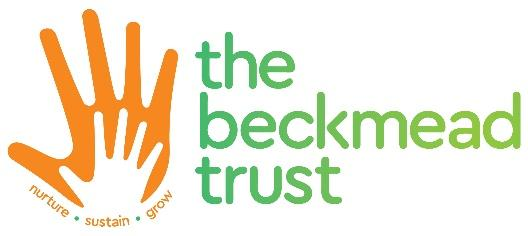 the
beckmead
trust
nurture • sustain • grow